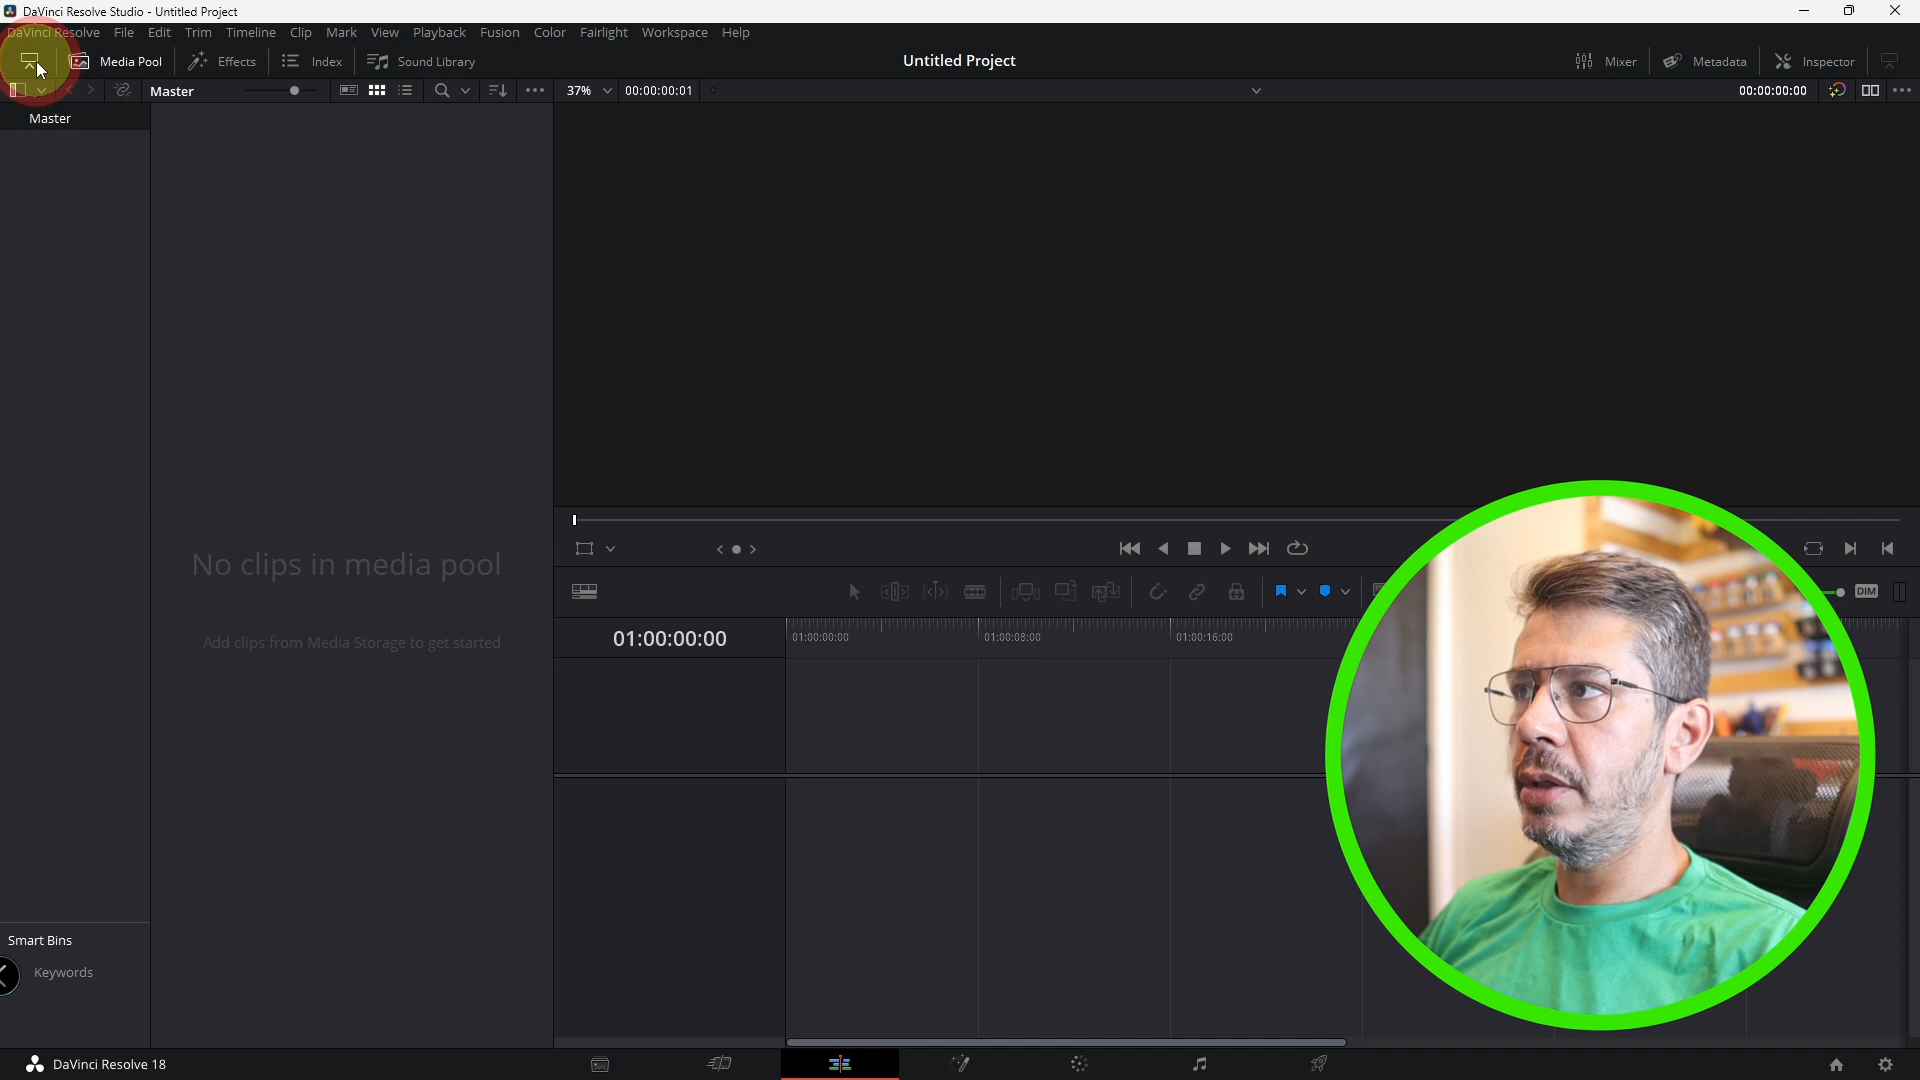 DaVinci Resolve Studio - Untitled Project
DaVinci Resolve File Edit Trim Timeline Clip Mark View Playback Fusion Color Fairlight Workspace Help
Media Pool Effects Index Sound Library Untitled Project Mixer Metadata Inspector
Master 37% 00:00:00:01 00:00:00:00
Master
No clips in media pool
Add clips from Media Storage to get started
DIM
01:00:00:00 01:00:00:00 01:00:08:00 01:00:16:00
Smart Bins
Keywords
DaVinci Resolve 18